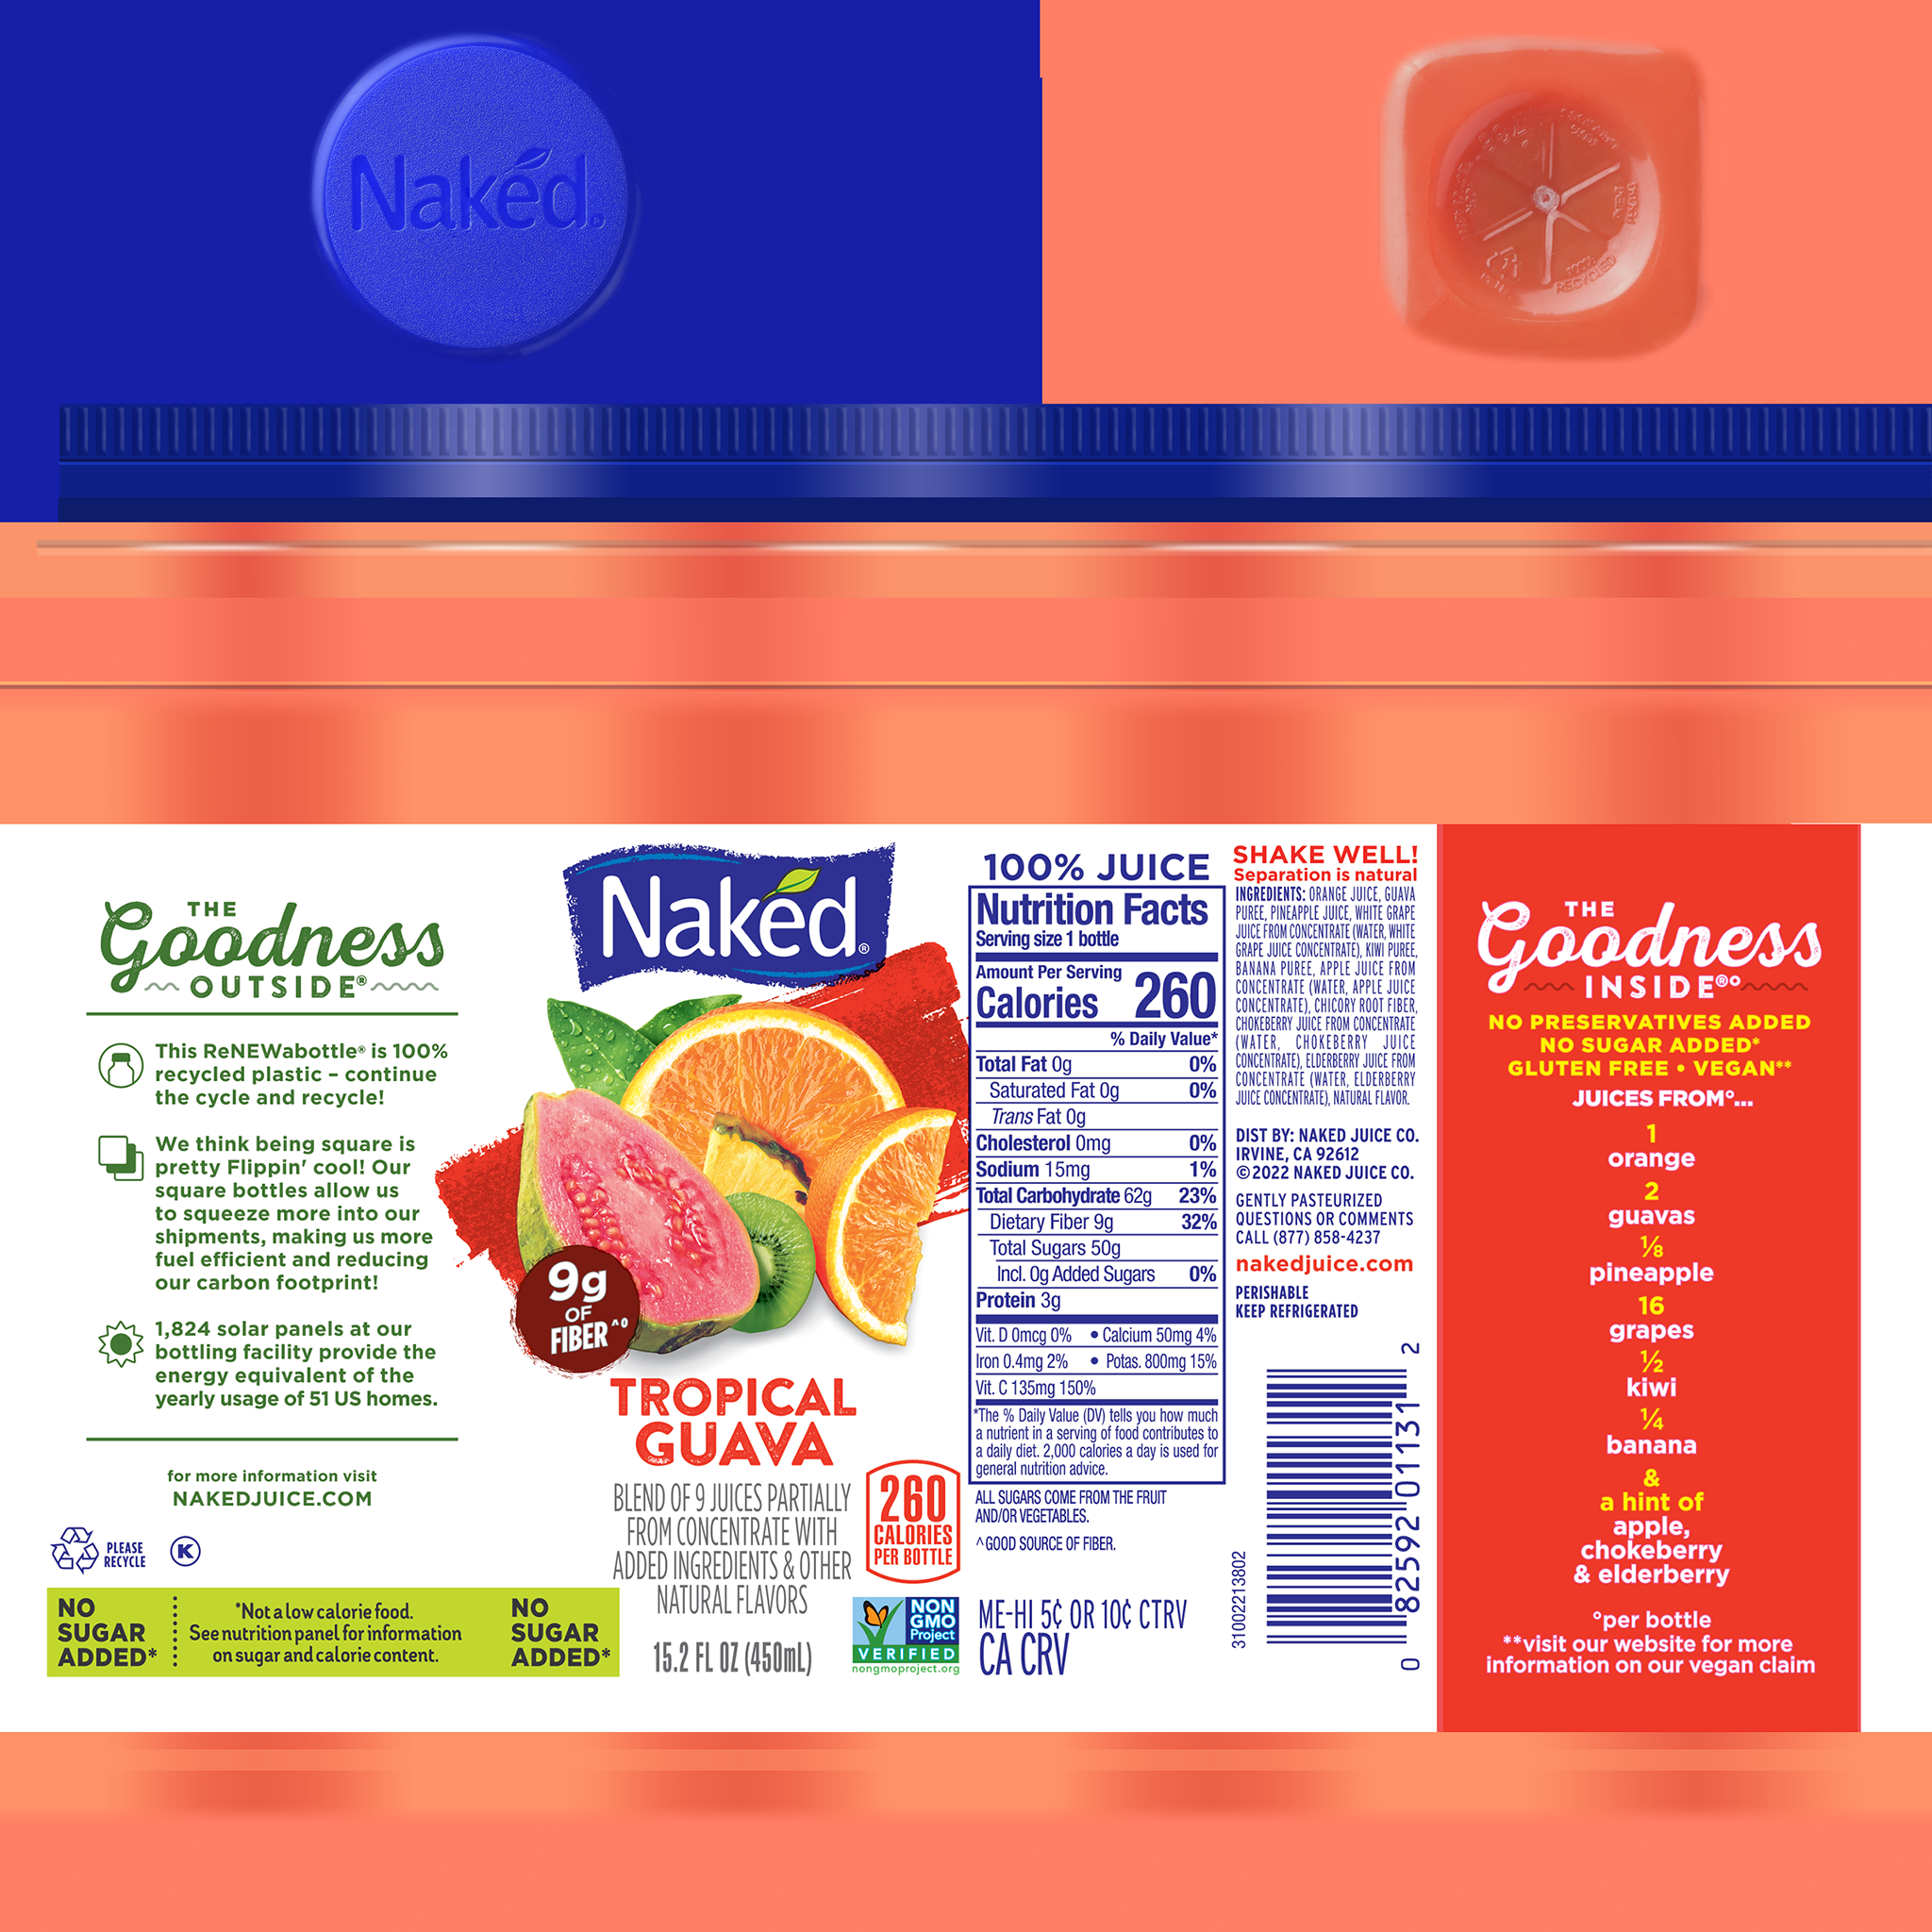 Naked®
100%
RECYCLED
THE
Goodness
OUTSIDE®
This ReNEWabottle® is 100%
recycled plastic – continue
the cycle and recycle!
We think being square is
pretty Flippin' cool! Our
square bottles allow us
to squeeze more into our
shipments, making us more
fuel efficient and reducing
our carbon footprint!
1,824 solar panels at our
bottling facility provide the
energy equivalent of the
yearly usage of 51 US homes.
for more information visit
NAKEDJUICE.COM
PLEASE
RECYCLE
K
NO
SUGAR
ADDED*
*Not a low calorie food.
See nutrition panel for information
on sugar and calorie content.
NO
SUGAR
ADDED*
Naked®
9g
OF
FIBER^◊
TROPICAL
GUAVA
BLEND OF 9 JUICES PARTIALLY
FROM CONCENTRATE WITH
ADDED INGREDIENTS & OTHER
NATURAL FLAVORS
15.2 FL OZ (450mL)
260
CALORIES
PER BOTTLE
NON
GMO
Project
VERIFIED
nongmoproject.org
100% JUICE
Nutrition Facts
Serving size 1 bottle
Amount Per Serving
Calories 260
% Daily Value*
Total Fat 0g 0%
Saturated Fat 0g 0%
Trans Fat 0g
Cholesterol 0mg 0%
Sodium 15mg 1%
Total Carbohydrate 62g 23%
Dietary Fiber 9g 32%
Total Sugars 50g
Incl. 0g Added Sugars 0%
Protein 3g
Vit. D 0mcg 0% • Calcium 50mg 4%
Iron 0.4mg 2% • Potas. 800mg 15%
Vit. C 135mg 150%
*The % Daily Value (DV) tells you how much
a nutrient in a serving of food contributes to
a daily diet. 2,000 calories a day is used for
general nutrition advice.
ALL SUGARS COME FROM THE FRUIT
AND/OR VEGETABLES.
^GOOD SOURCE OF FIBER.
ME-HI 5¢ OR 10¢ CTRV
CA CRV
SHAKE WELL!
Separation is natural
INGREDIENTS: ORANGE JUICE, GUAVA
PUREE, PINEAPPLE JUICE, WHITE GRAPE
JUICE FROM CONCENTRATE (WATER, WHITE
GRAPE JUICE CONCENTRATE), KIWI PUREE,
BANANA PUREE, APPLE JUICE FROM
CONCENTRATE (WATER, APPLE JUICE
CONCENTRATE), CHICORY ROOT FIBER,
CHOKEBERRY JUICE FROM CONCENTRATE
(WATER, CHOKEBERRY JUICE
CONCENTRATE), ELDERBERRY JUICE FROM
CONCENTRATE (WATER, ELDERBERRY
JUICE CONCENTRATE), NATURAL FLAVOR.
DIST BY: NAKED JUICE CO.
IRVINE, CA 92612
©2022 NAKED JUICE CO.
GENTLY PASTEURIZED
QUESTIONS OR COMMENTS
CALL (877) 858-4237
nakedjuice.com
PERISHABLE
KEEP REFRIGERATED
31002213802
0 82592 01131 2
THE
Goodness
INSIDE®°
NO PRESERVATIVES ADDED
NO SUGAR ADDED*
GLUTEN FREE • VEGAN**
JUICES FROM°...
1
orange
2
guavas
⅛
pineapple
16
grapes
½
kiwi
¼
banana
&
a hint of
apple,
chokeberry
& elderberry
°per bottle
**visit our website for more
information on our vegan claim